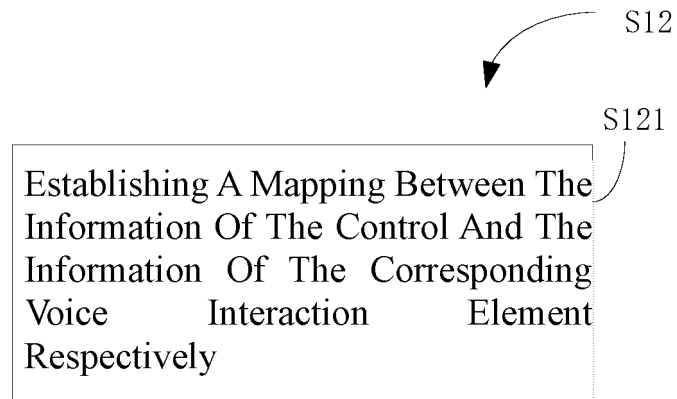 S12
S121
Establishing A Mapping Between The
Information Of The Control And The
Information Of The Corresponding
Voice Interaction Element
Respectively